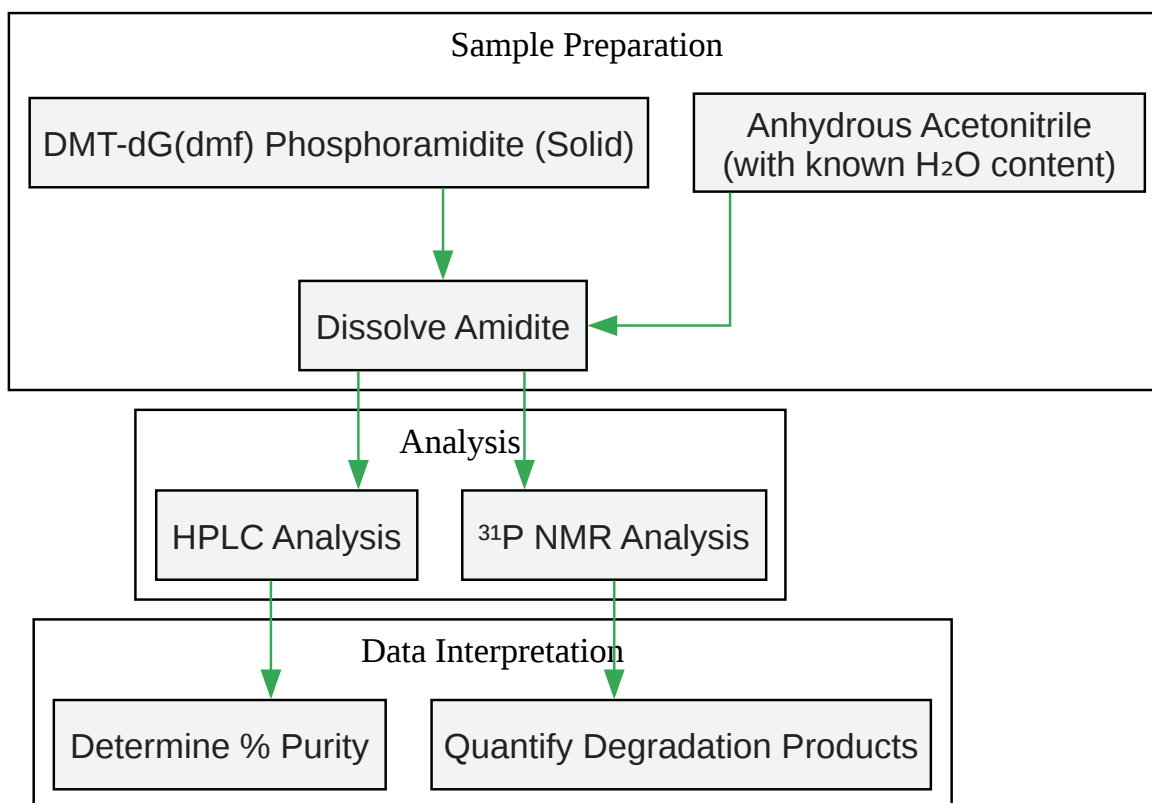 Sample Preparation
DMT-dG(dmf) Phosphoramidite (Solid)
Anhydrous Acetonitrile
(with known H₂O content)
Dissolve Amidite
Analysis
HPLC Analysis
³¹P NMR Analysis
Data Interpretation
Determine % Purity
Quantify Degradation Products